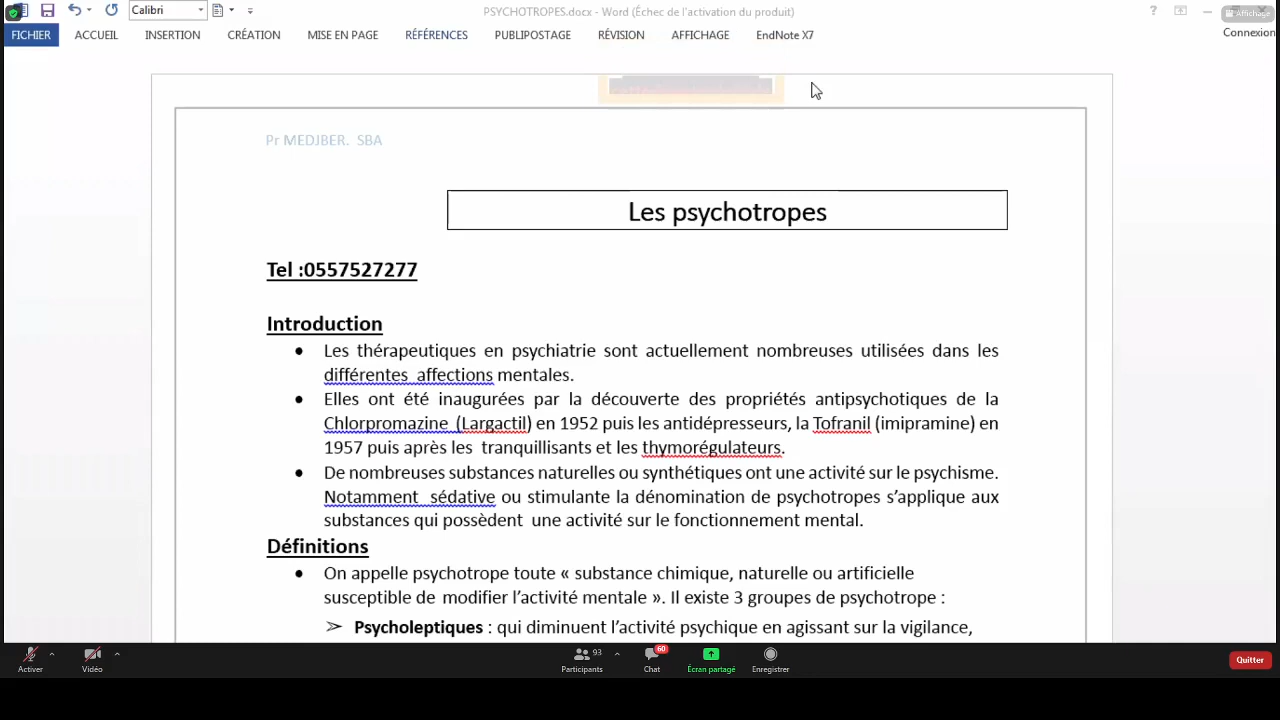 Calibri
PSYCHOTROPES.docx - Word (Échec de l'activation du produit)
?
Affichage
FICHIER ACCUEIL INSERTION CRÉATION MISE EN PAGE RÉFÉRENCES PUBLIPOSTAGE RÉVISION AFFICHAGE EndNote X7
Connexion
Pr MEDJBER. SBA
Les psychotropes
Tel :0557527277
Introduction
• Les thérapeutiques en psychiatrie sont actuellement nombreuses utilisées dans les
différentes affections mentales.
• Elles ont été inaugurées par la découverte des propriétés antipsychotiques de la
Chlorpromazine (Largactil) en 1952 puis les antidépresseurs, la Tofranil (imipramine) en
1957 puis après les tranquillisants et les thymorégulateurs.
• De nombreuses substances naturelles ou synthétiques ont une activité sur le psychisme.
Notamment sédative ou stimulante la dénomination de psychotropes s’applique aux
substances qui possèdent une activité sur le fonctionnement mental.
Définitions
• On appelle psychotrope toute « substance chimique, naturelle ou artificielle
susceptible de modifier l’activité mentale ». Il existe 3 groupes de psychotrope :
➢ Psycholeptiques : qui diminuent l’activité psychique en agissant sur la vigilance,
Activer
Vidéo
93
Participants
60
Chat
Écran partagé
Enregistrer
Quitter